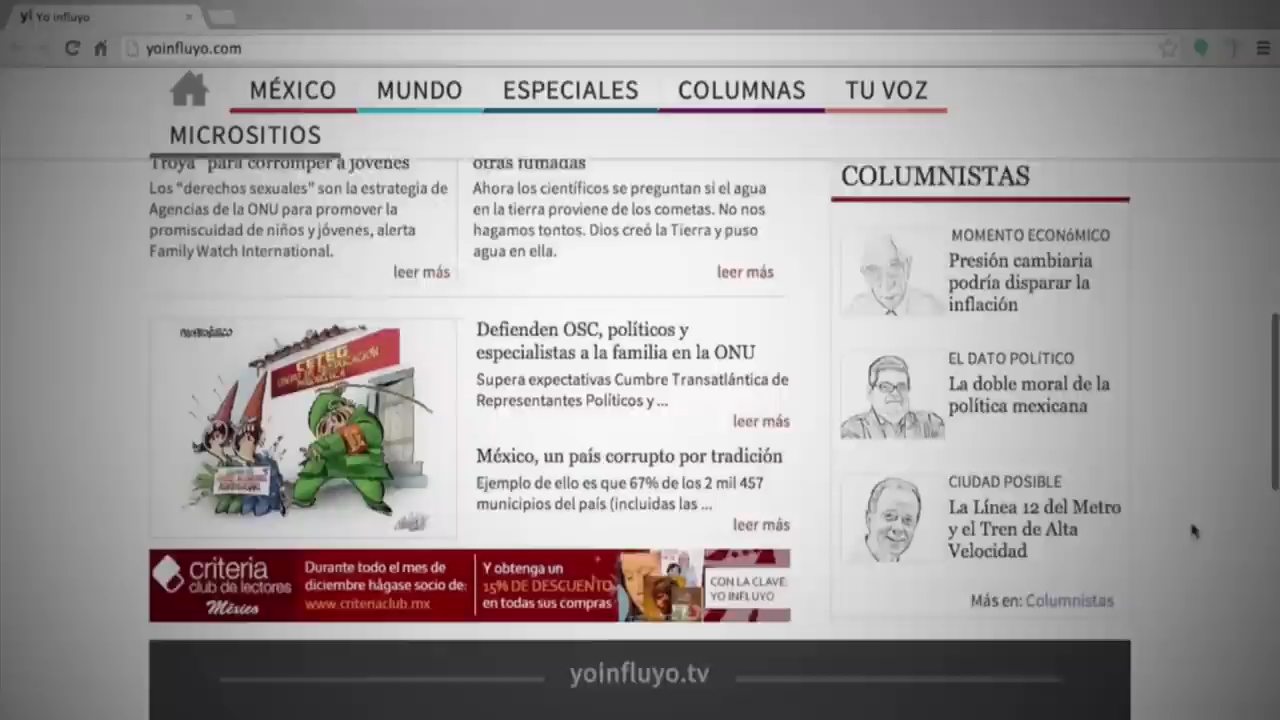 yi Yo influyo
yoinfluyo.com
MÉXICO
MUNDO
ESPECIALES
COLUMNAS
TU VOZ
MICROSITIOS
Troya" para corromper a jóvenes
Los "derechos sexuales" son la estrategia de
Agencias de la ONU para promover la
promiscuidad de niños y jóvenes, alerta
Family Watch International.
leer más
otras fumadas
Ahora los científicos se preguntan si el agua
en la tierra proviene de los cometas. No nos
hagamos tontos. Dios creó la Tierra y puso
agua en ella.
leer más
CETEG
Defienden OSC, políticos y
especialistas a la familia en la ONU
Supera expectativas Cumbre Transatlántica de
Representantes Políticos y ...
leer más
México, un país corrupto por tradición
Ejemplo de ello es que 67% de los 2 mil 457
municipios del país (incluidas las ...
leer más
criteria
club de lectores
México
Durante todo el mes de
diciembre hágase socio de:
www.criteriaclub.mx
Y obtenga un
15% DE DESCUENTO
en todas sus compras
CON LA CLAVE:
YO INFLUYO
COLUMNISTAS
MOMENTO ECONóMICO
Presión cambiaria
podría disparar la
inflación
EL DATO POLÍTICO
La doble moral de la
política mexicana
CIUDAD POSIBLE
La Línea 12 del Metro
y el Tren de Alta
Velocidad
Más en: Columnistas
yoinfluyo.tv